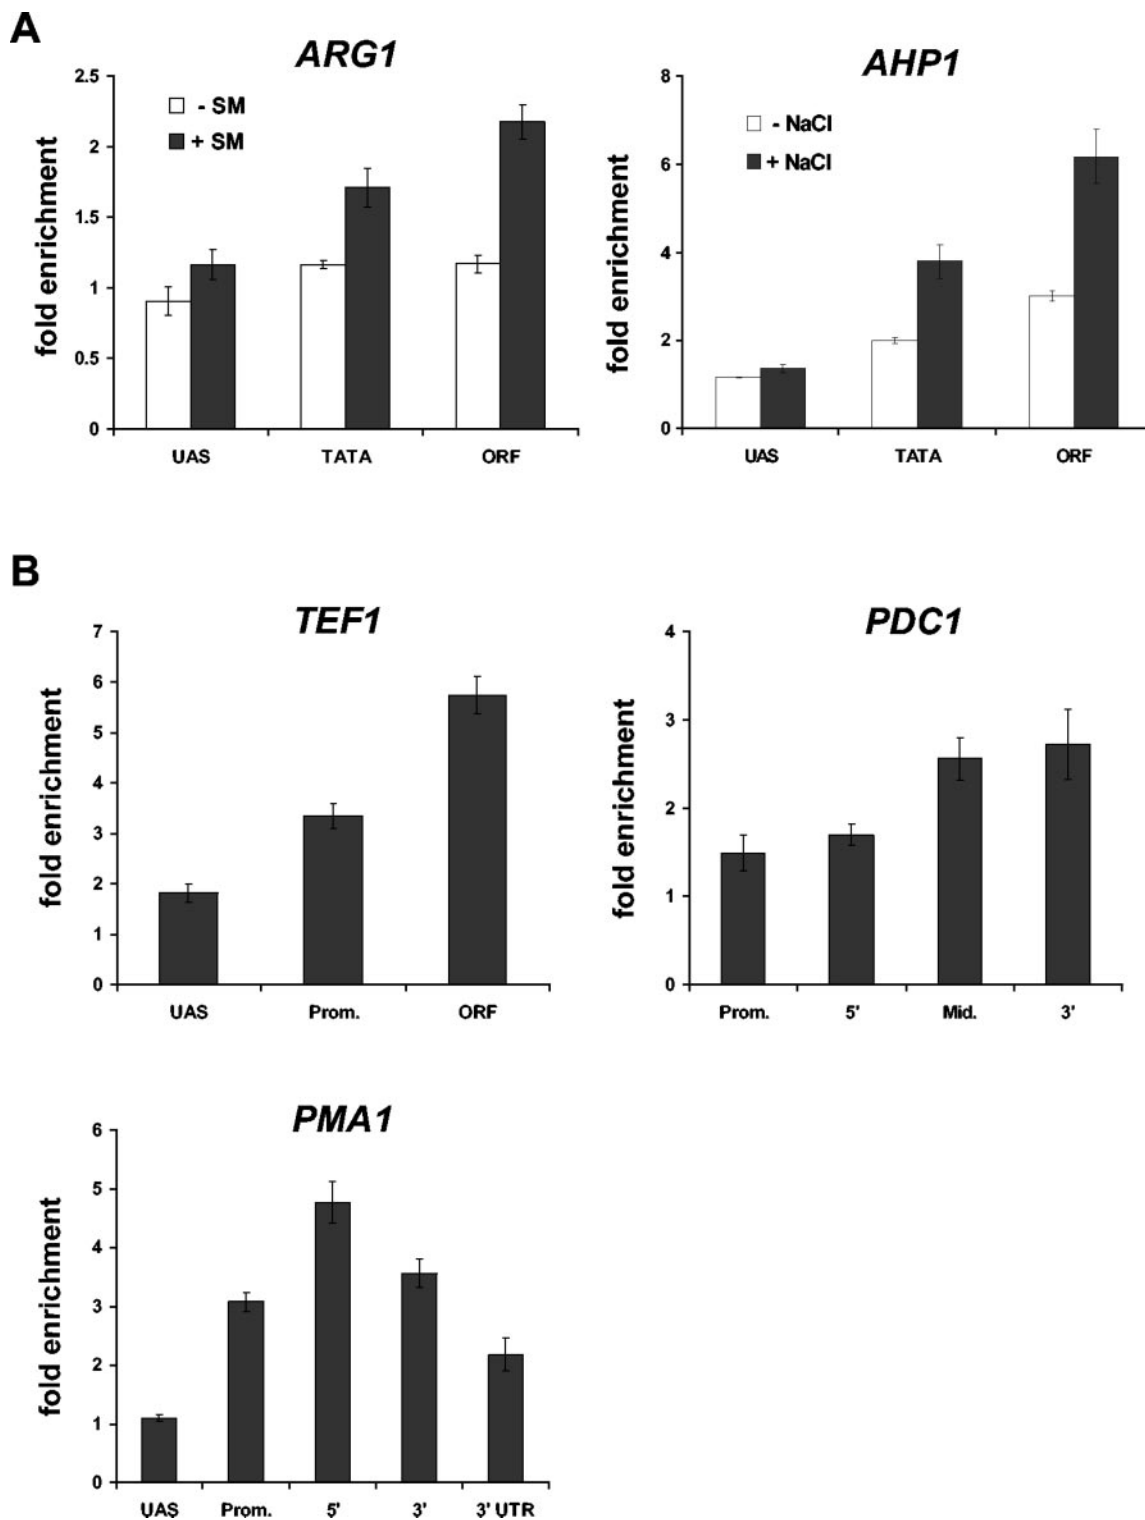 A
ARG1
2.5
2
1.5
1
0.5
0
fold enrichment
- SM
+ SM
UAS TATA ORF
AHP1
8
6
4
2
0
fold enrichment
- NaCl
+ NaCl
UAS TATA ORF
B
TEF1
7
6
5
4
3
2
1
0
fold enrichment
UAS Prom. ORF
PDC1
4
3
2
1
0
fold enrichment
Prom. 5' Mid. 3'
PMA1
6
5
4
3
2
1
0
fold enrichment
UAS Prom. 5' 3' 3' UTR